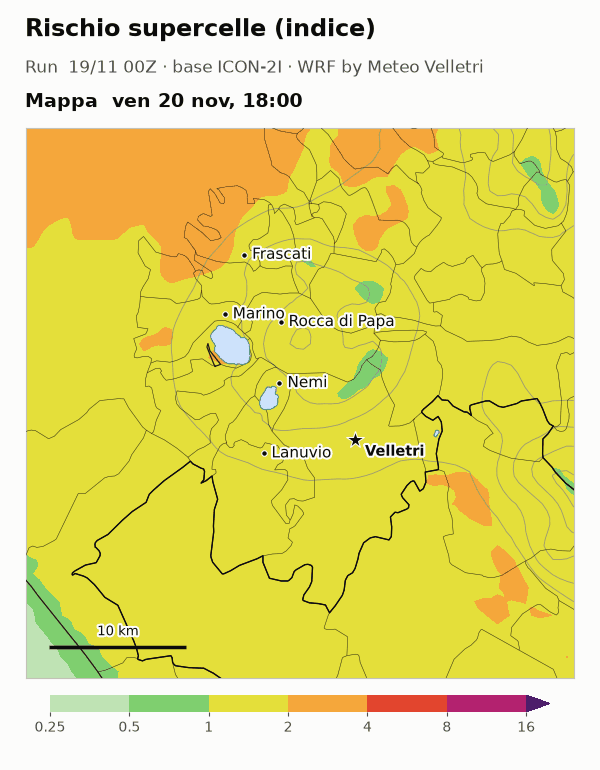 Rischio supercelle (indice)
Run  19/11 00Z · base ICON-2I · WRF by Meteo Velletri
Mappa  ven 20 nov, 18:00
Frascati
Marino
Rocca di Papa
Nemi
Velletri
Lanuvio
10 km
0.25 0.5 1 2 4 8 16